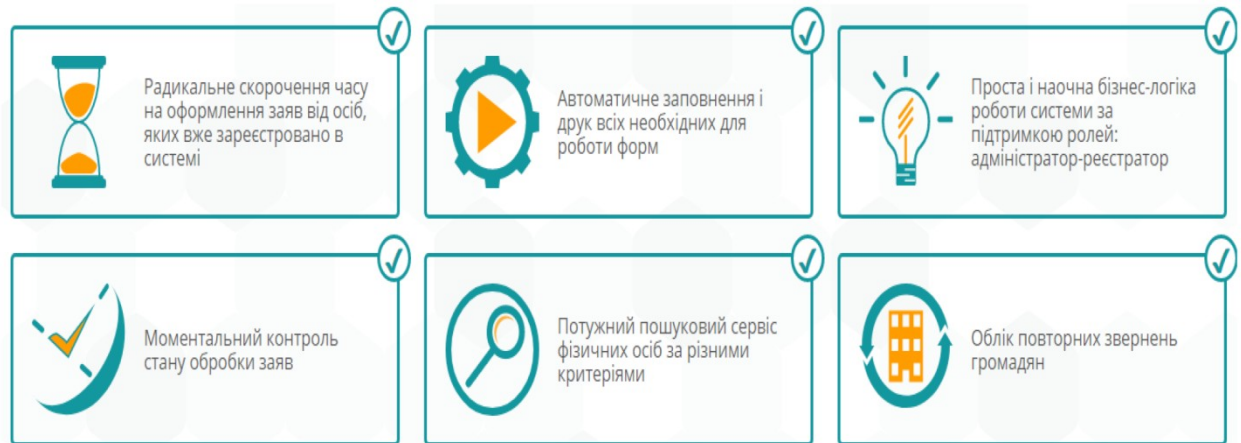 Радикальне скорочення часу
на оформлення заяв від осіб,
яких вже зареєстровано в
системі
Автоматичне заповнення і
друк всіх необхідних для
роботи форм
Проста і наочна бізнес-логіка
роботи системи за
підтримкою ролей:
адміністратор-реєстратор
Моментальний контроль
стану обробки заяв
Потужний пошуковий сервіс
фізичних осіб за різними
критеріями
Облік повторних звернень
громадян